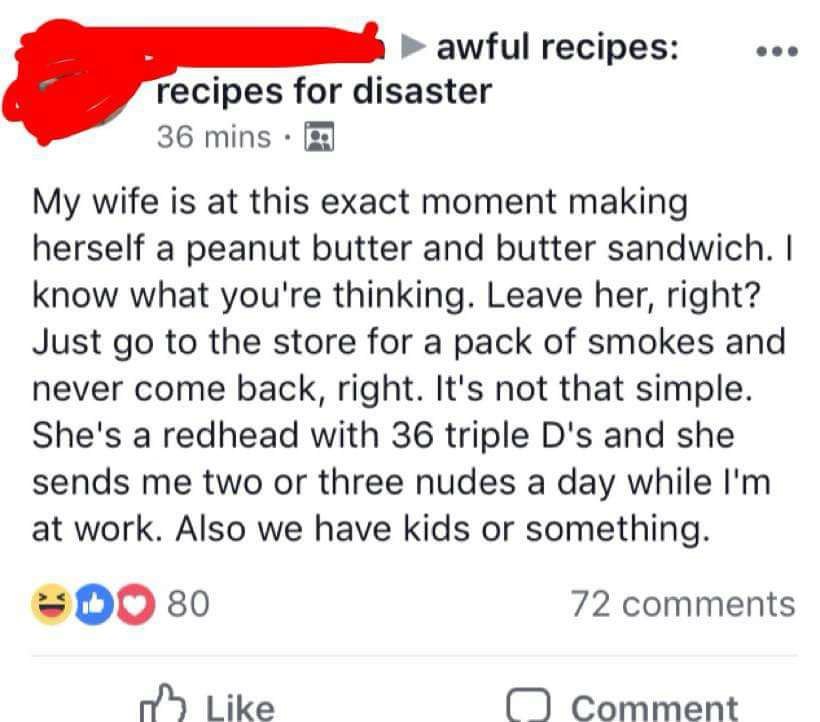 awful recipes:
recipes for disaster
36 mins ·
My wife is at this exact moment making
herself a peanut butter and butter sandwich. I
know what you're thinking. Leave her, right?
Just go to the store for a pack of smokes and
never come back, right. It's not that simple.
She's a redhead with 36 triple D's and she
sends me two or three nudes a day while I'm
at work. Also we have kids or something.
80 72 comments
Like Comment